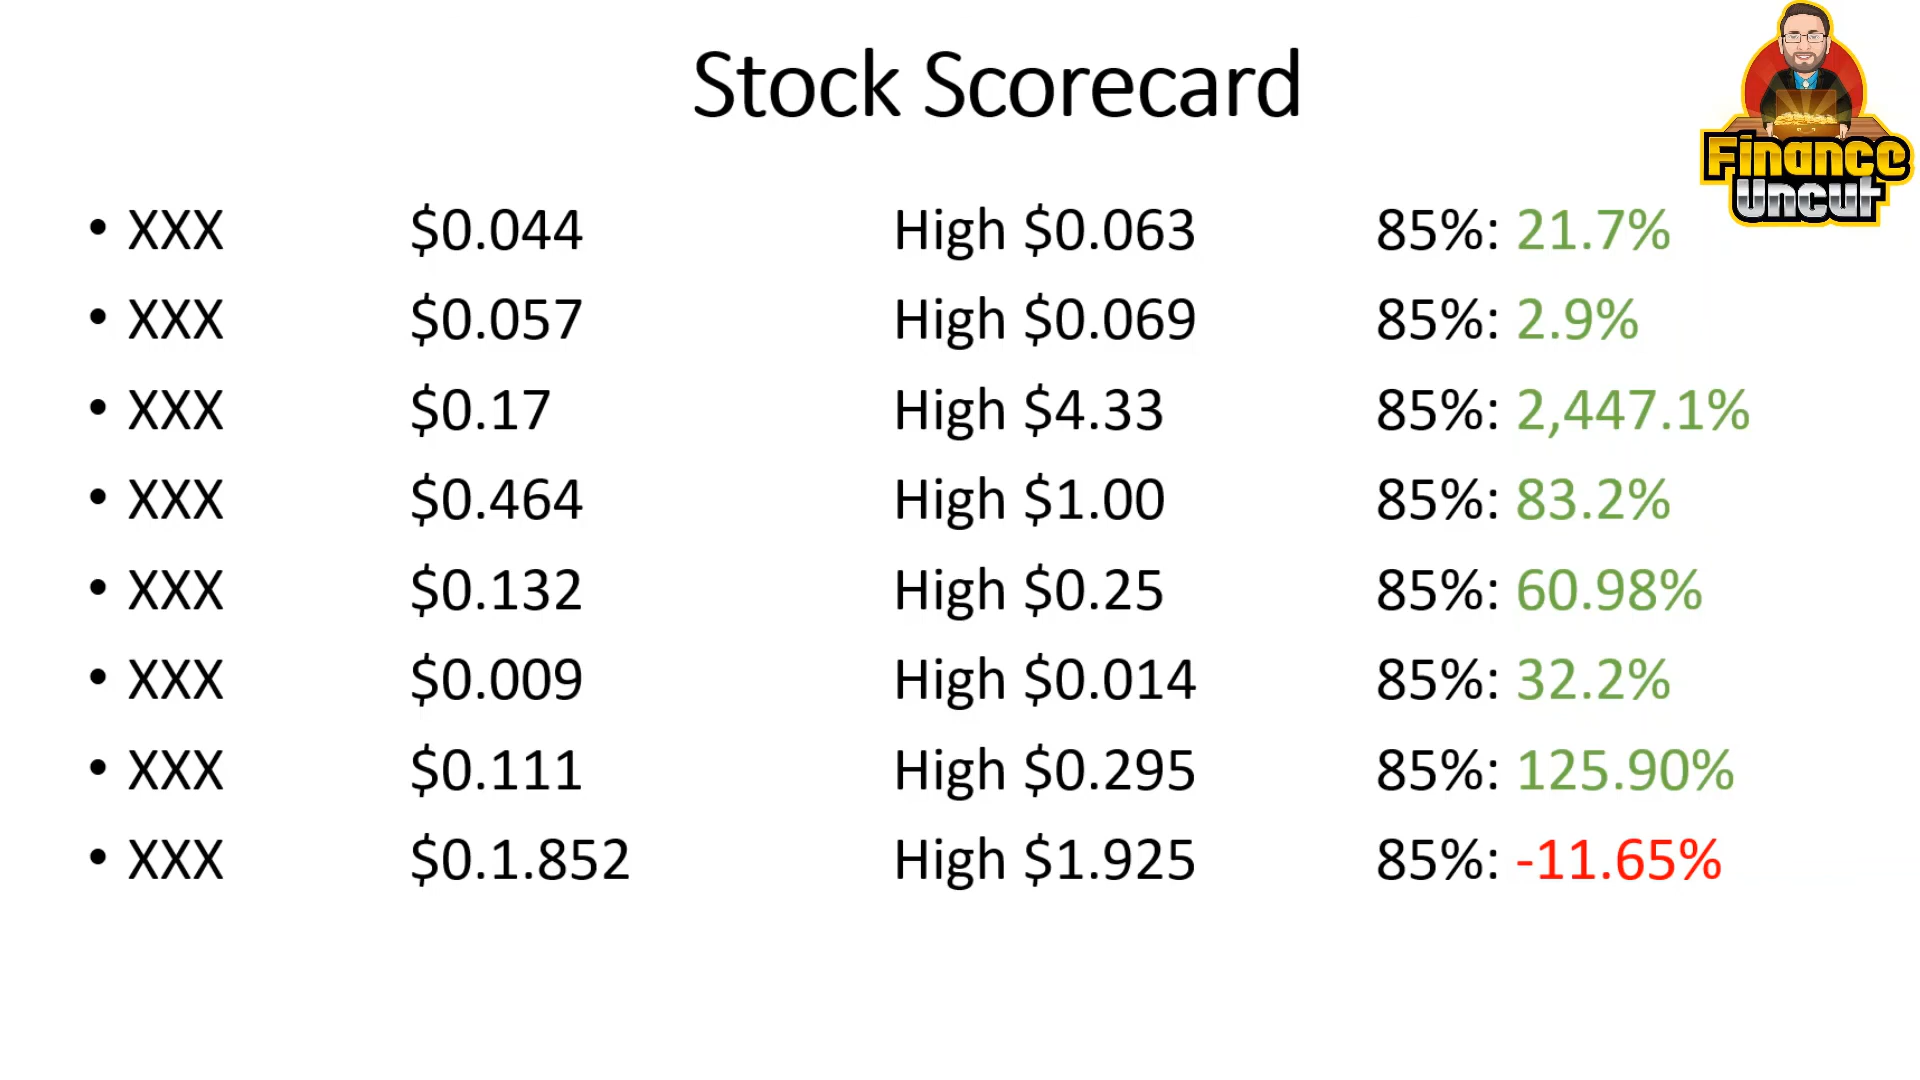 Stock Scorecard
Finance
Uncut
• XXX $0.044 High $0.063 85%: 21.7%
• XXX $0.057 High $0.069 85%: 2.9%
• XXX $0.17 High $4.33 85%: 2,447.1%
• XXX $0.464 High $1.00 85%: 83.2%
• XXX $0.132 High $0.25 85%: 60.98%
• XXX $0.009 High $0.014 85%: 32.2%
• XXX $0.111 High $0.295 85%: 125.90%
• XXX $0.1.852 High $1.925 85%: -11.65%